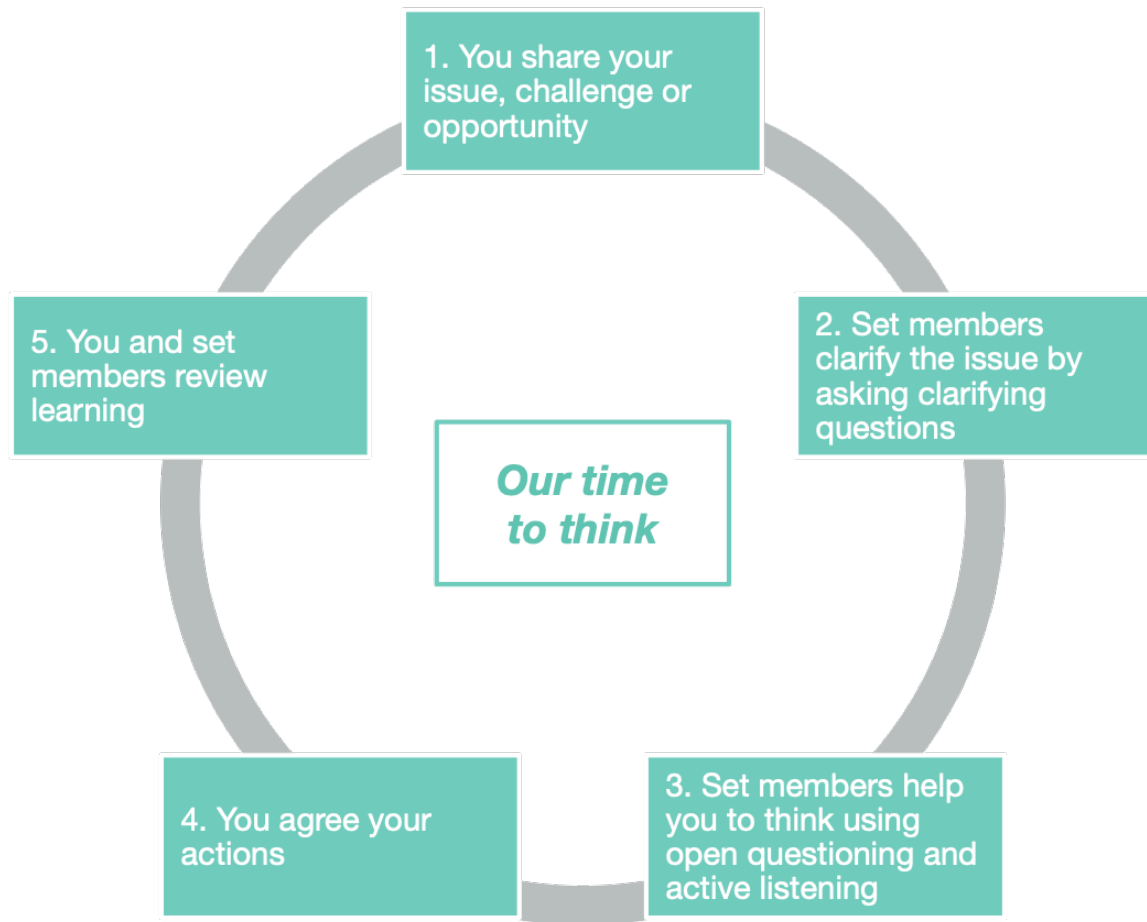 1. You share your
issue, challenge or
opportunity
2. Set members
clarify the issue by
asking clarifying
questions
3. Set members help
you to think using
open questioning and
active listening
4. You agree your
actions
5. You and set
members review
learning
Our time
to think